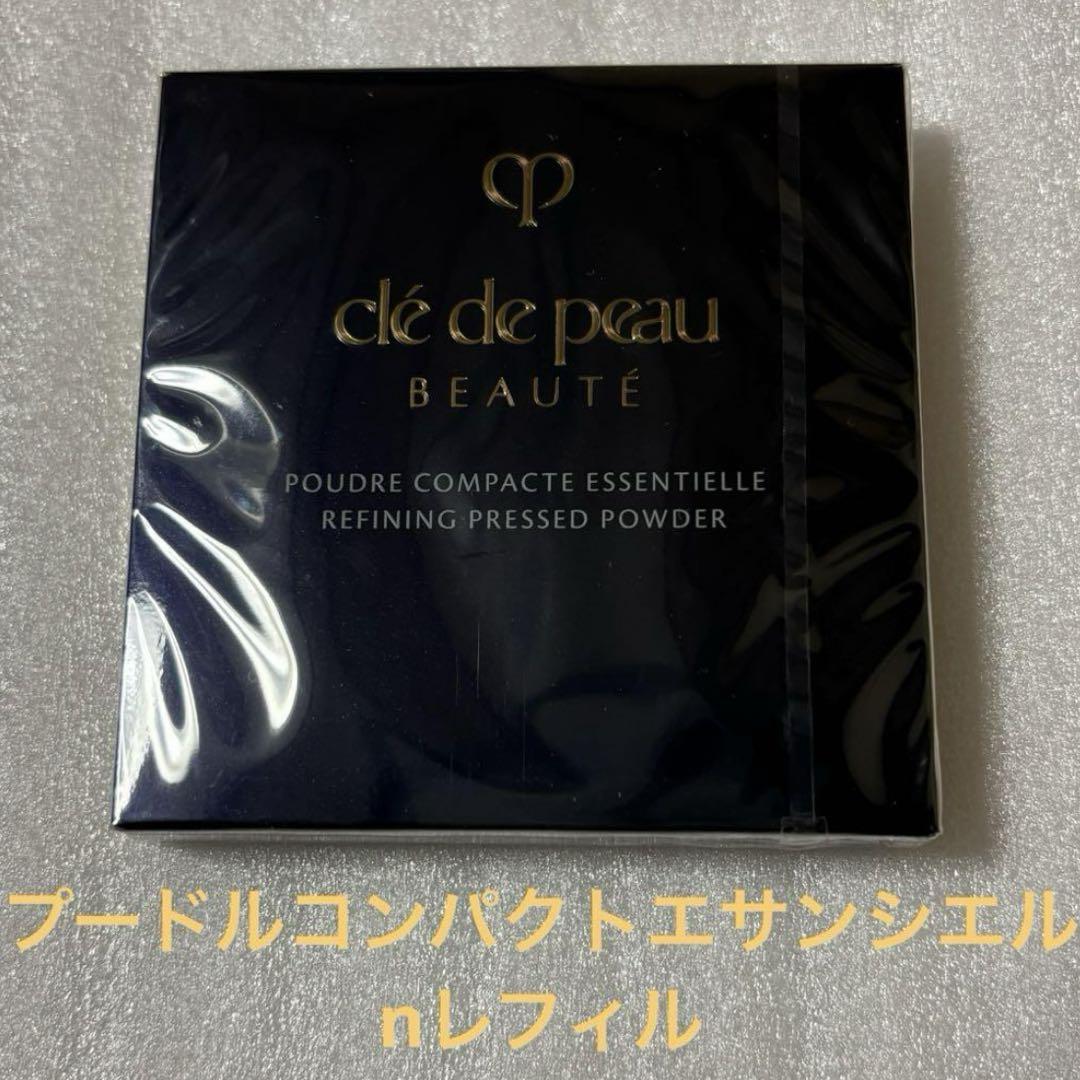 clé de peau
BEAUTÉ
POUDRE COMPACTE ESSENTIELLE
REFINING PRESSED POWDER
プードルコンパクトエサンシエル
nレフィル